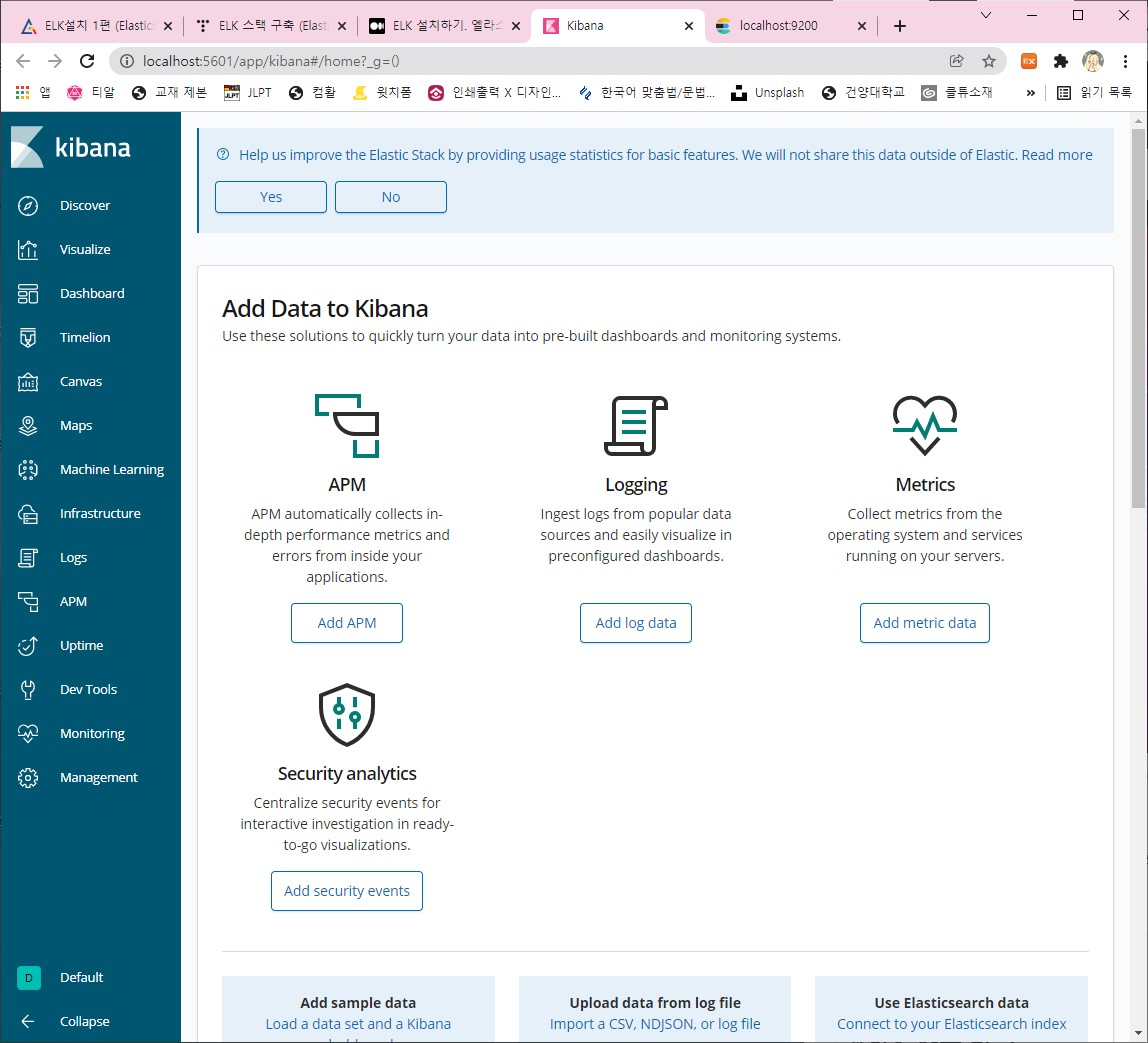 ELK설치 1편 (Elastic
ELK 스택 구축 (Elasti
ELK 설치하기. 엘라스
Kibana
localhost:9200
localhost:5601/app/kibana#/home?_g=()
앱
티알
교재 제본
JLPT
컴활
윗치폼
인쇄출력 X 디자인...
한국어 맞춤법/문법...
Unsplash
건양대학교
믈튜소재
»
읽기 목록
kibana
Discover
Visualize
Dashboard
Timelion
Canvas
Maps
Machine Learning
Infrastructure
Logs
APM
Uptime
Dev Tools
Monitoring
Management
D
Default
Collapse
Help us improve the Elastic Stack by providing usage statistics for basic features. We will not share this data outside of Elastic. Read more
Yes
No
Add Data to Kibana
Use these solutions to quickly turn your data into pre-built dashboards and monitoring systems.
APM
APM automatically collects in-
depth performance metrics and
errors from inside your
applications.
Add APM
Logging
Ingest logs from popular data
sources and easily visualize in
preconfigured dashboards.
Add log data
Metrics
Collect metrics from the
operating system and services
running on your servers.
Add metric data
Security analytics
Centralize security events for
interactive investigation in ready-
to-go visualizations.
Add security events
Add sample data
Load a data set and a Kibana
Upload data from log file
Import a CSV, NDJSON, or log file
Use Elasticsearch data
Connect to your Elasticsearch index